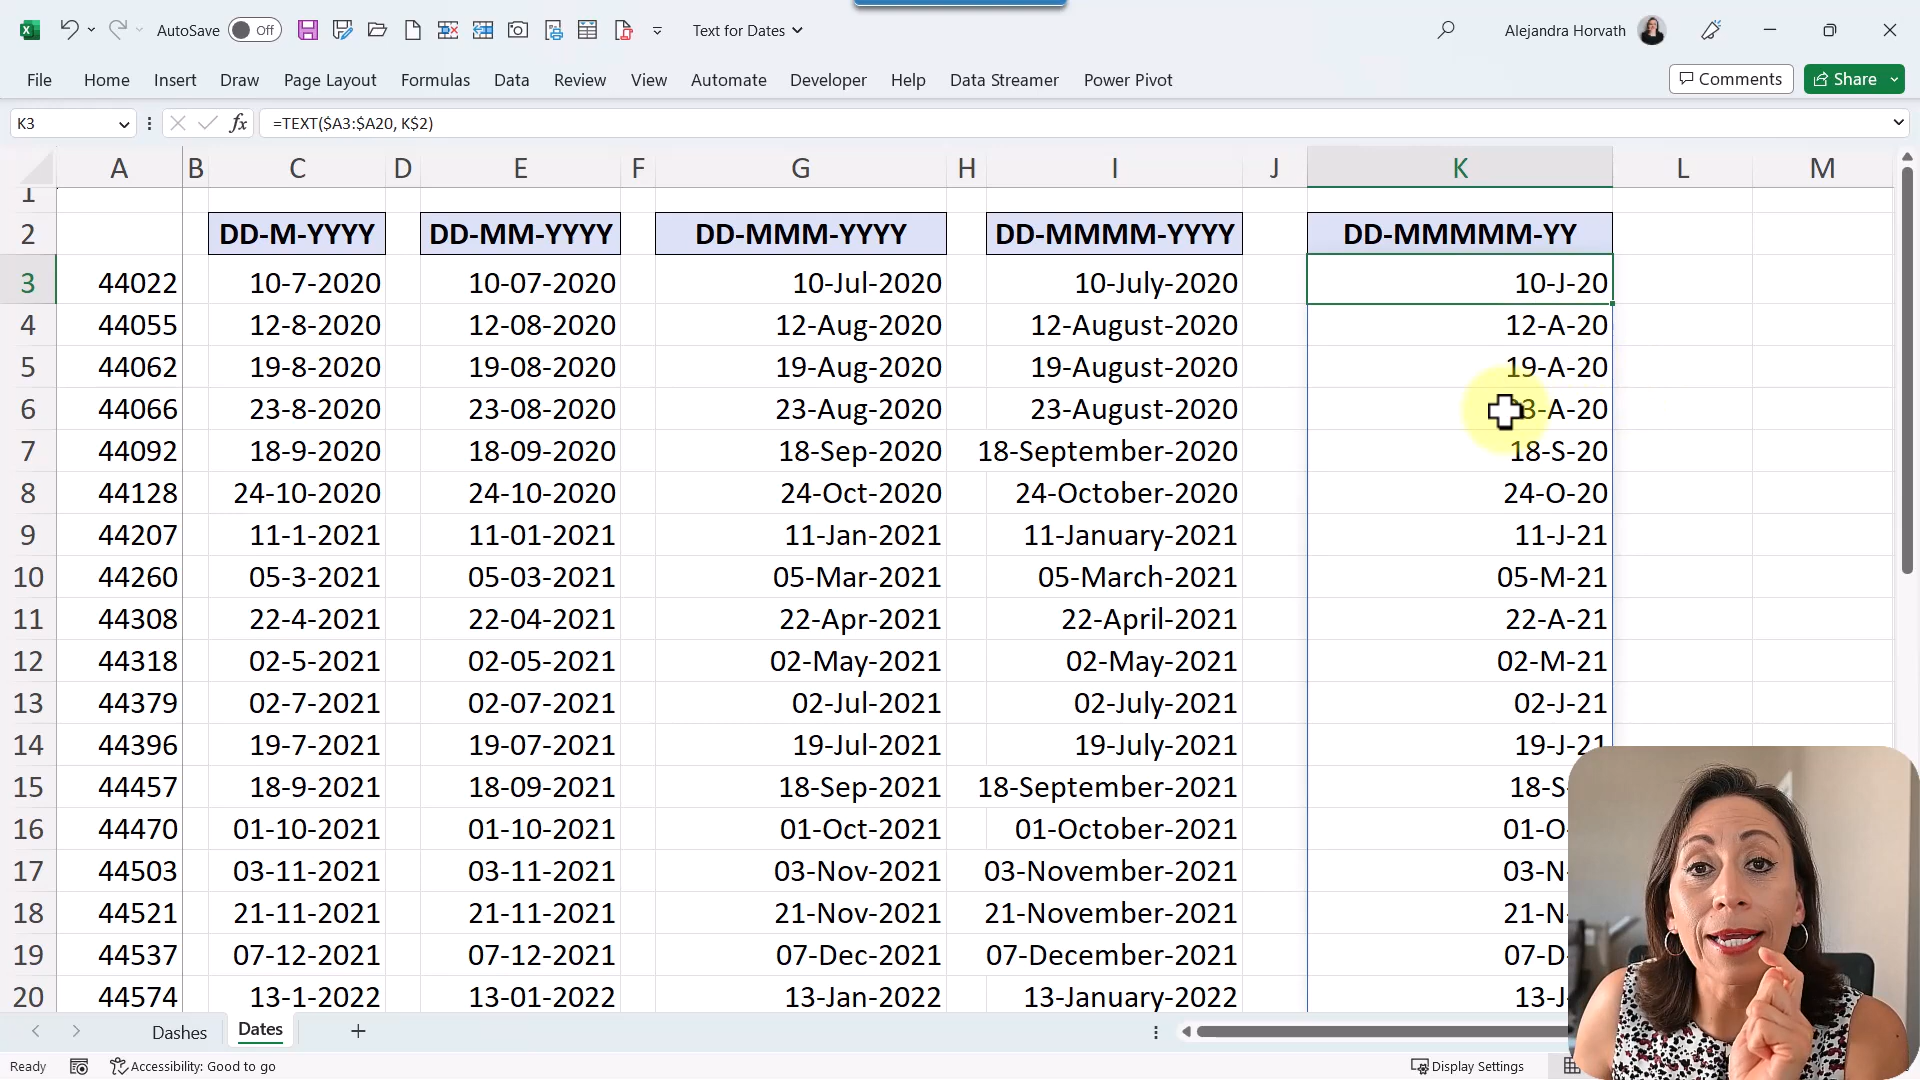 AutoSave Off Text for Dates Alejandra Horvath
File Home Insert Draw Page Layout Formulas Data Review View Automate Developer Help Data Streamer Power Pivot Comments Share
K3 fx =TEXT($A3:$A20, K$2)
A B C D E F G H I J K L M
1
2 DD-M-YYYY DD-MM-YYYY DD-MMM-YYYY DD-MMMM-YYYY DD-MMMMM-YY
3 44022 10-7-2020 10-07-2020 10-Jul-2020 10-July-2020 10-J-20
4 44055 12-8-2020 12-08-2020 12-Aug-2020 12-August-2020 12-A-20
5 44062 19-8-2020 19-08-2020 19-Aug-2020 19-August-2020 19-A-20
6 44066 23-8-2020 23-08-2020 23-Aug-2020 23-August-2020 23-A-20
7 44092 18-9-2020 18-09-2020 18-Sep-2020 18-September-2020 18-S-20
8 44128 24-10-2020 24-10-2020 24-Oct-2020 24-October-2020 24-O-20
9 44207 11-1-2021 11-01-2021 11-Jan-2021 11-January-2021 11-J-21
10 44260 05-3-2021 05-03-2021 05-Mar-2021 05-March-2021 05-M-21
11 44308 22-4-2021 22-04-2021 22-Apr-2021 22-April-2021 22-A-21
12 44318 02-5-2021 02-05-2021 02-May-2021 02-May-2021 02-M-21
13 44379 02-7-2021 02-07-2021 02-Jul-2021 02-July-2021 02-J-21
14 44396 19-7-2021 19-07-2021 19-Jul-2021 19-July-2021 19-J-21
15 44457 18-9-2021 18-09-2021 18-Sep-2021 18-September-2021 18-S
16 44470 01-10-2021 01-10-2021 01-Oct-2021 01-October-2021 01-O
17 44503 03-11-2021 03-11-2021 03-Nov-2021 03-November-2021 03-N
18 44521 21-11-2021 21-11-2021 21-Nov-2021 21-November-2021 21-N
19 44537 07-12-2021 07-12-2021 07-Dec-2021 07-December-2021 07-D
20 44574 13-1-2022 13-01-2022 13-Jan-2022 13-January-2022 13-J
Dashes Dates
Ready Accessibility: Good to go Display Settings